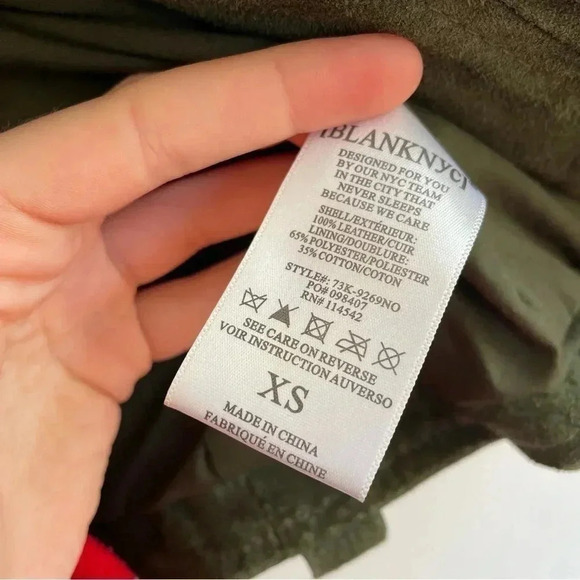 [BLANKNYC]
DESIGNED FOR YOU
BY OUR NYC TEAM
IN THE CITY THAT
NEVER SLEEPS
BECAUSE WE CARE
SHELL/EXTÉRIEUR:
100% LEATHER/CUIR
LINING/DOUBLURE:
65% POLYESTER/POLIESTER
35% COTTON/COTON
STYLE#: 73K-9269NO
PO# 098407
RN# 114542
SEE CARE ON REVERSE
VOIR INSTRUCTION AUVERSO
XS
MADE IN CHINA
FABRIQUÉ EN CHINE